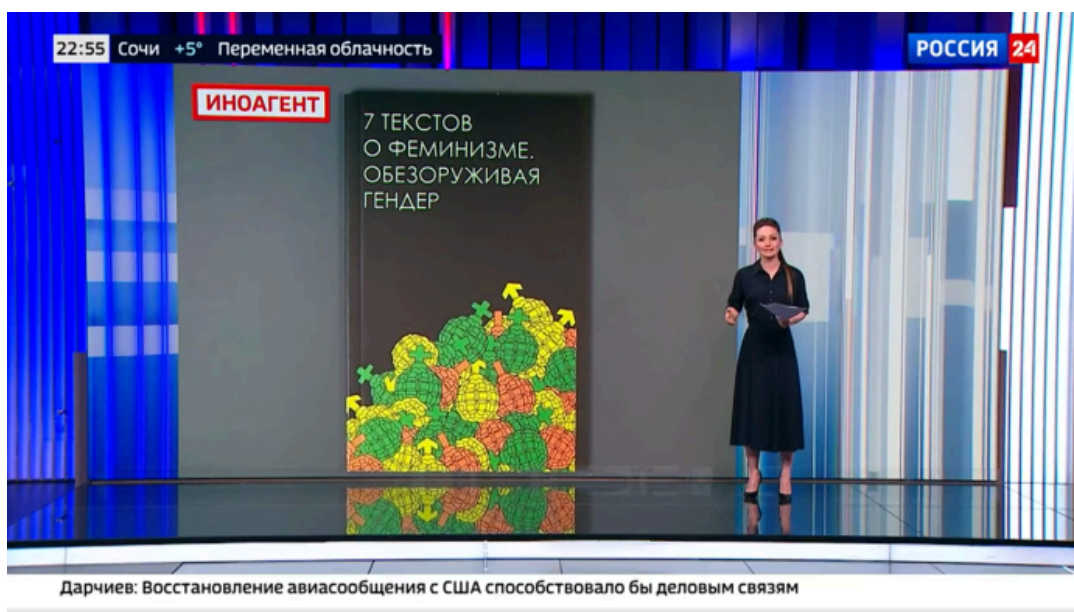 22:55 Сочи +5° Переменная облачность
РОССИЯ 24
ИНОАГЕНТ
7 ТЕКСТОВ
О ФЕМИНИЗМЕ.
ОБЕЗОРУЖИВАЯ
ГЕНДЕР
Дарчиев: Восстановление авиасообщения с США способствовало бы деловым связям